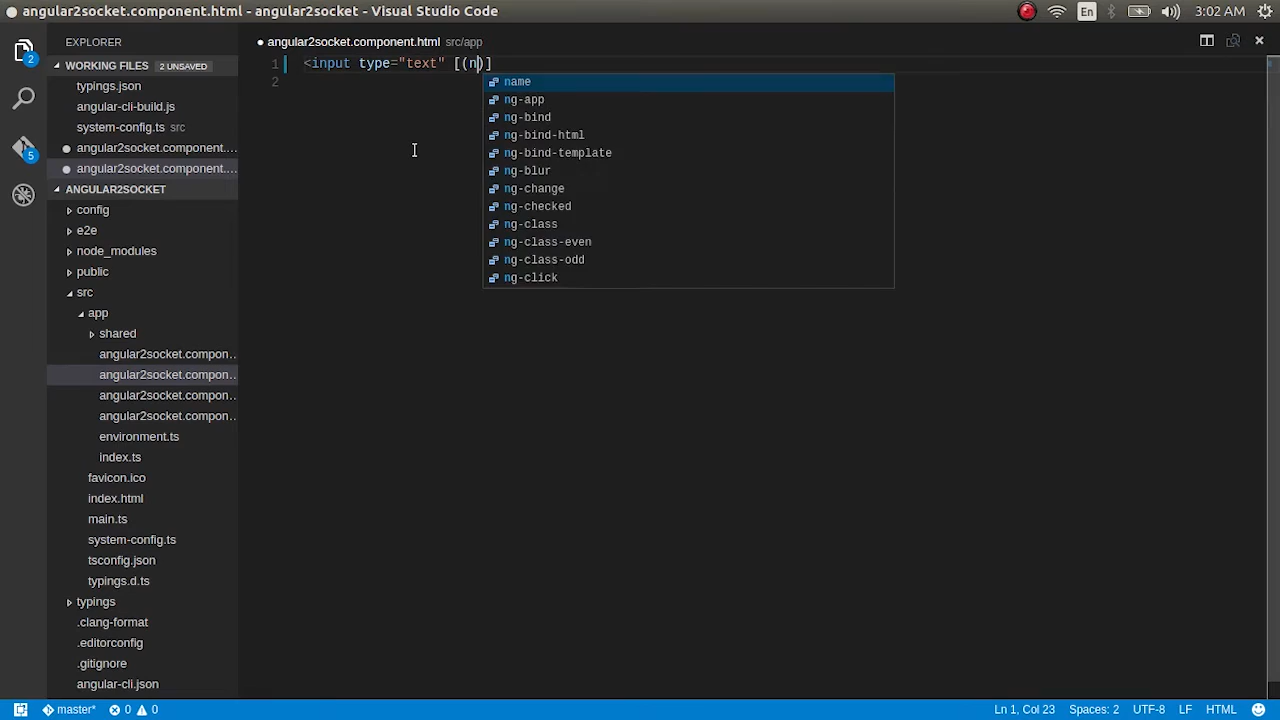 angular2socket.component.html - angular2socket - Visual Studio Code
En
3:02 AM
EXPLORER
WORKING FILES 2 UNSAVED
typings.json
angular-cli-build.js
system-config.ts src
angular2socket.component....
angular2socket.component....
ANGULAR2SOCKET
config
e2e
node_modules
public
src
app
shared
angular2socket.compon...
angular2socket.compon...
angular2socket.compon...
angular2socket.compon...
environment.ts
index.ts
favicon.ico
index.html
main.ts
system-config.ts
tsconfig.json
typings.d.ts
typings
.clang-format
.editorconfig
.gitignore
angular-cli.json
2
5
angular2socket.component.html src/app
1 <input type="text" [(n)]
2
name
ng-app
ng-bind
ng-bind-html
ng-bind-template
ng-blur
ng-change
ng-checked
ng-class
ng-class-even
ng-class-odd
ng-click
master* 0 0
Ln 1, Col 23 Spaces: 2 UTF-8 LF HTML